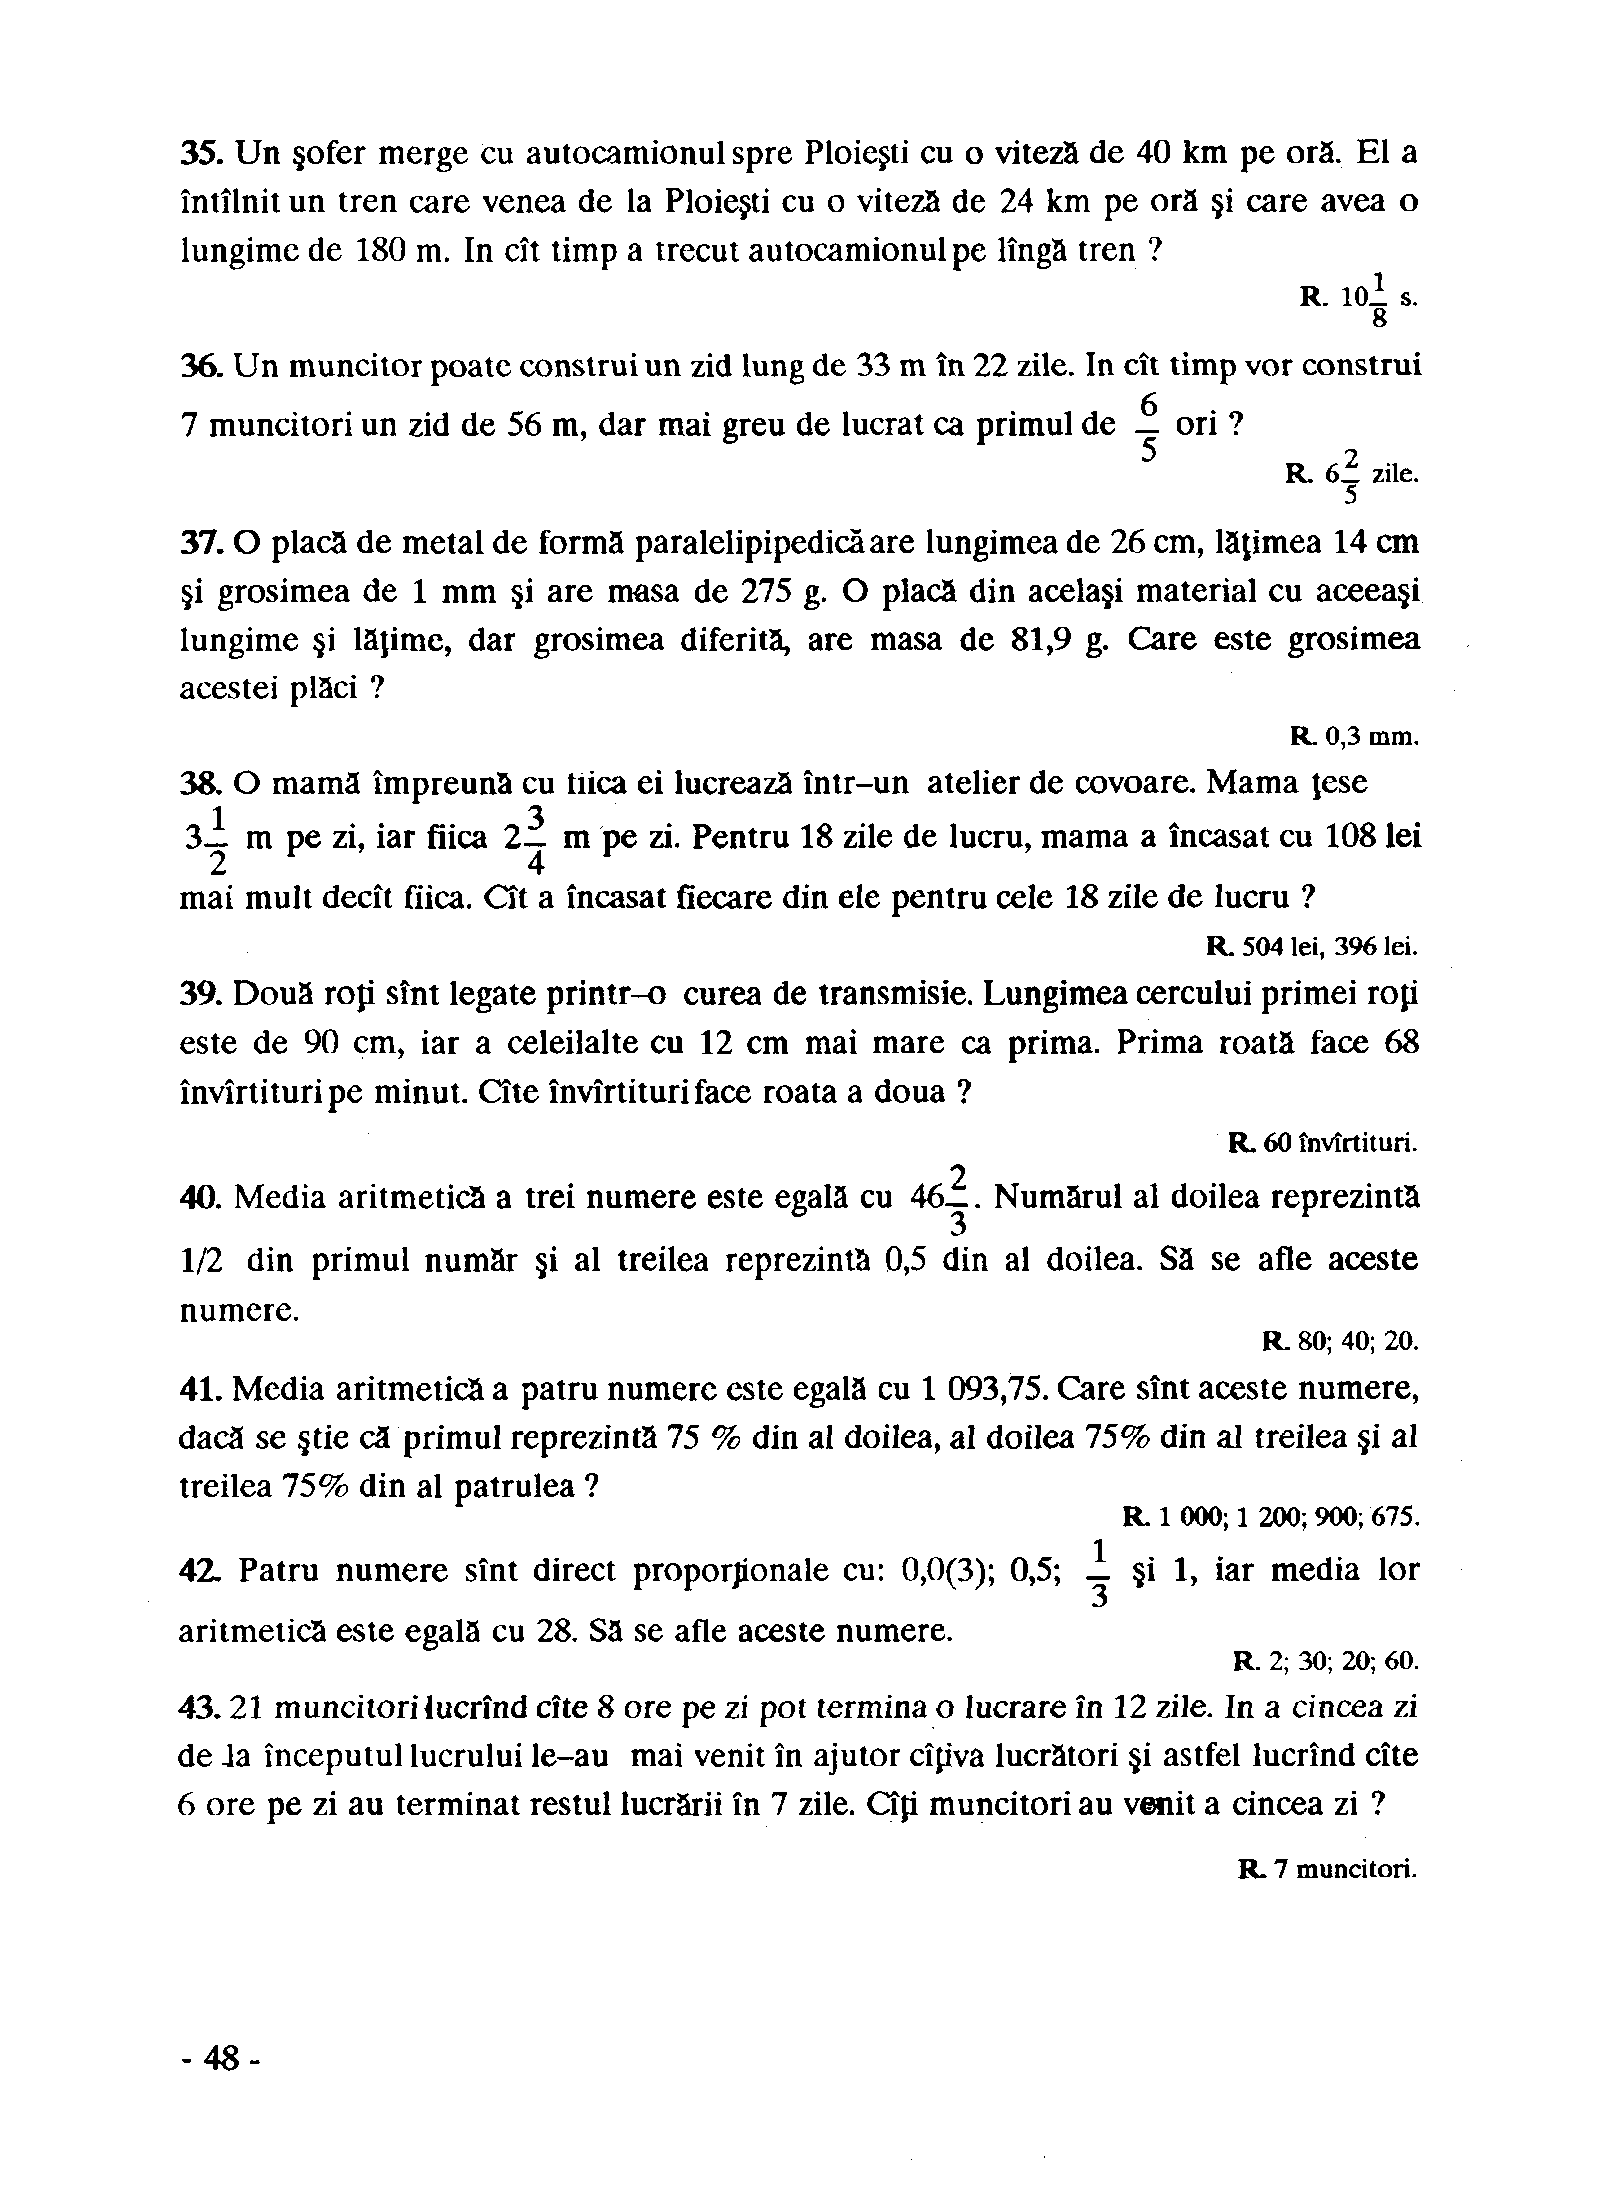 35. Un şofer merge cu autocamionul spre Ploieşti cu o viteză de 40 km pe oră. El a
întîlnit un tren care venea de la Ploieşti cu o viteză de 24 km pe oră şi care avea o
lungime de 180 m. In cît timp a trecut autocamionul pe lîngă tren ?
R. 10 1/8 s.
36. Un muncitor poate construi un zid lung de 33 m în 22 zile. In cît timp vor construi
7 muncitori un zid de 56 m, dar mai greu de lucrat ca primul de 6/5 ori ?
R. 6 2/5 zile.
37. O placă de metal de formă paralelipipedică are lungimea de 26 cm, lăţimea 14 cm
şi grosimea de 1 mm şi are masa de 275 g. O placă din acelaşi material cu aceeaşi
lungime şi lăţime, dar grosimea diferită, are masa de 81,9 g. Care este grosimea
acestei plăci ?
R. 0,3 mm.
38. O mamă împreună cu fiica ei lucrează într-un atelier de covoare. Mama ţese
3 1/2 m pe zi, iar fiica 2 3/4 m pe zi. Pentru 18 zile de lucru, mama a încasat cu 108 lei
mai mult decît fiica. Cît a încasat fiecare din ele pentru cele 18 zile de lucru ?
R. 504 lei, 396 lei.
39. Două roţi sînt legate printr-o curea de transmisie. Lungimea cercului primei roţi
este de 90 cm, iar a celeilalte cu 12 cm mai mare ca prima. Prima roată face 68
învîrtituri pe minut. Cîte învîrtituri face roata a doua ?
R. 60 învîrtituri.
40. Media aritmetică a trei numere este egală cu 46 2/3. Numărul al doilea reprezintă
1/2 din primul număr şi al treilea reprezintă 0,5 din al doilea. Să se afle aceste
numere.
R. 80; 40; 20.
41. Media aritmetică a patru numere este egală cu 1 093,75. Care sînt aceste numere,
dacă se ştie că primul reprezintă 75 % din al doilea, al doilea 75% din al treilea şi al
treilea 75% din al patrulea ?
R. 1 000; 1 200; 900; 675.
42. Patru numere sînt direct proporţionale cu: 0,0(3); 0,5; 1/3 şi 1, iar media lor
aritmetică este egală cu 28. Să se afle aceste numere.
R. 2; 30; 20; 60.
43. 21 muncitori lucrînd cîte 8 ore pe zi pot termina o lucrare în 12 zile. In a cincea zi
de la începutul lucrului le-au mai venit în ajutor cîţiva lucrători şi astfel lucrînd cîte
6 ore pe zi au terminat restul lucrării în 7 zile. Cîţi muncitori au venit a cincea zi ?
R. 7 muncitori.
- 48 -